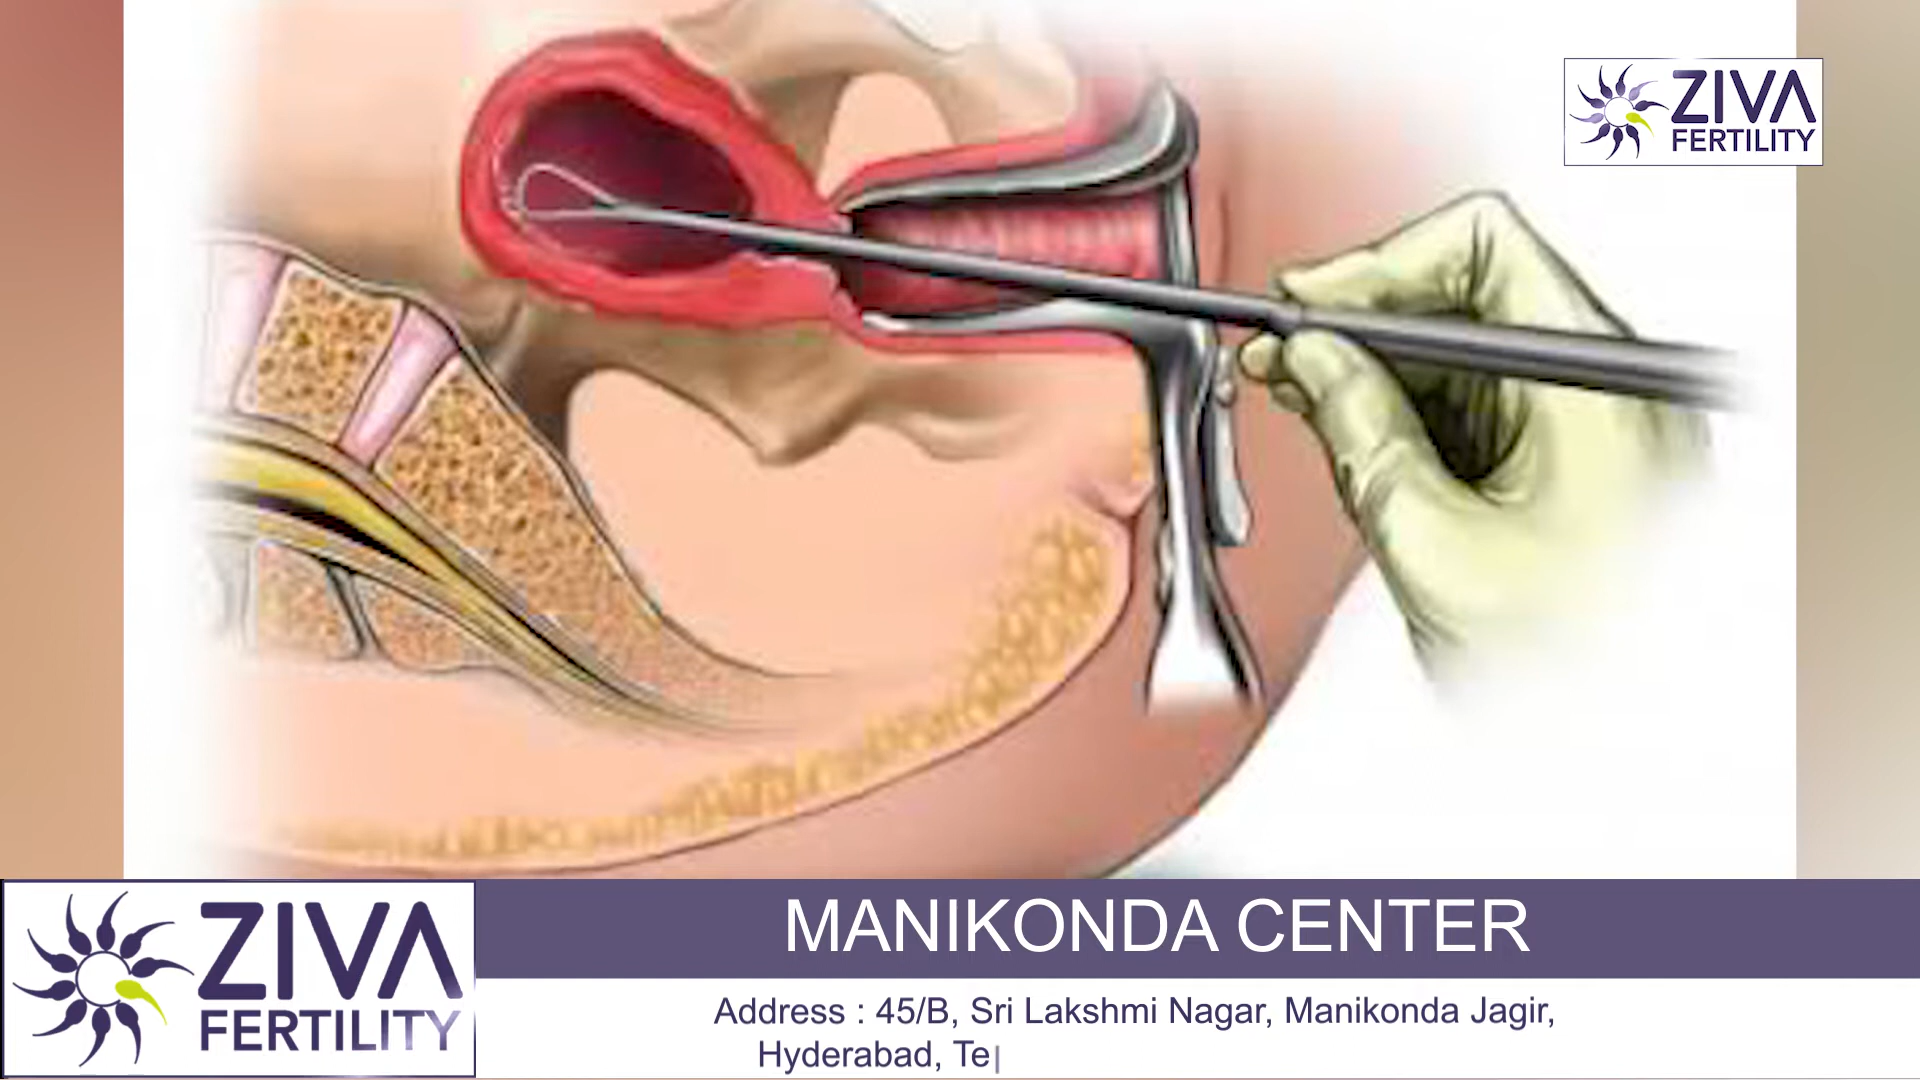 ZIVA
FERTILITY
ZIVA
FERTILITY
MANIKONDA CENTER
Address : 45/B, Sri Lakshmi Nagar, Manikonda Jagir,
Hyderabad, Te